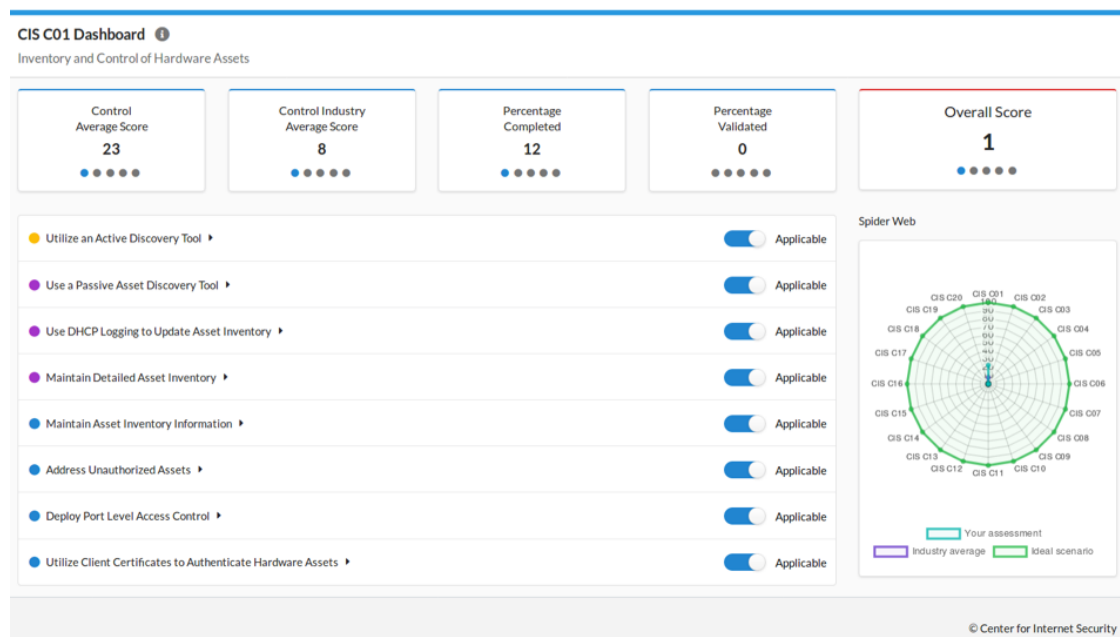 CIS C01 Dashboard
Inventory and Control of Hardware Assets
Control
Average Score
23
Control Industry
Average Score
8
Percentage
Completed
12
Percentage
Validated
0
Overall Score
1
Utilize an Active Discovery Tool
Applicable
Use a Passive Asset Discovery Tool
Applicable
Use DHCP Logging to Update Asset Inventory
Applicable
Maintain Detailed Asset Inventory
Applicable
Maintain Asset Inventory Information
Applicable
Address Unauthorized Assets
Applicable
Deploy Port Level Access Control
Applicable
Utilize Client Certificates to Authenticate Hardware Assets
Applicable
Spider Web
CIS C01
CIS C02
CIS C03
CIS C04
CIS C05
CIS C06
CIS C07
CIS C08
CIS C09
CIS C10
CIS C11
CIS C12
CIS C13
CIS C14
CIS C15
CIS C16
CIS C17
CIS C18
CIS C19
CIS C20
100
90
80
70
Your assessment
Industry average
Ideal scenario
© Center for Internet Security